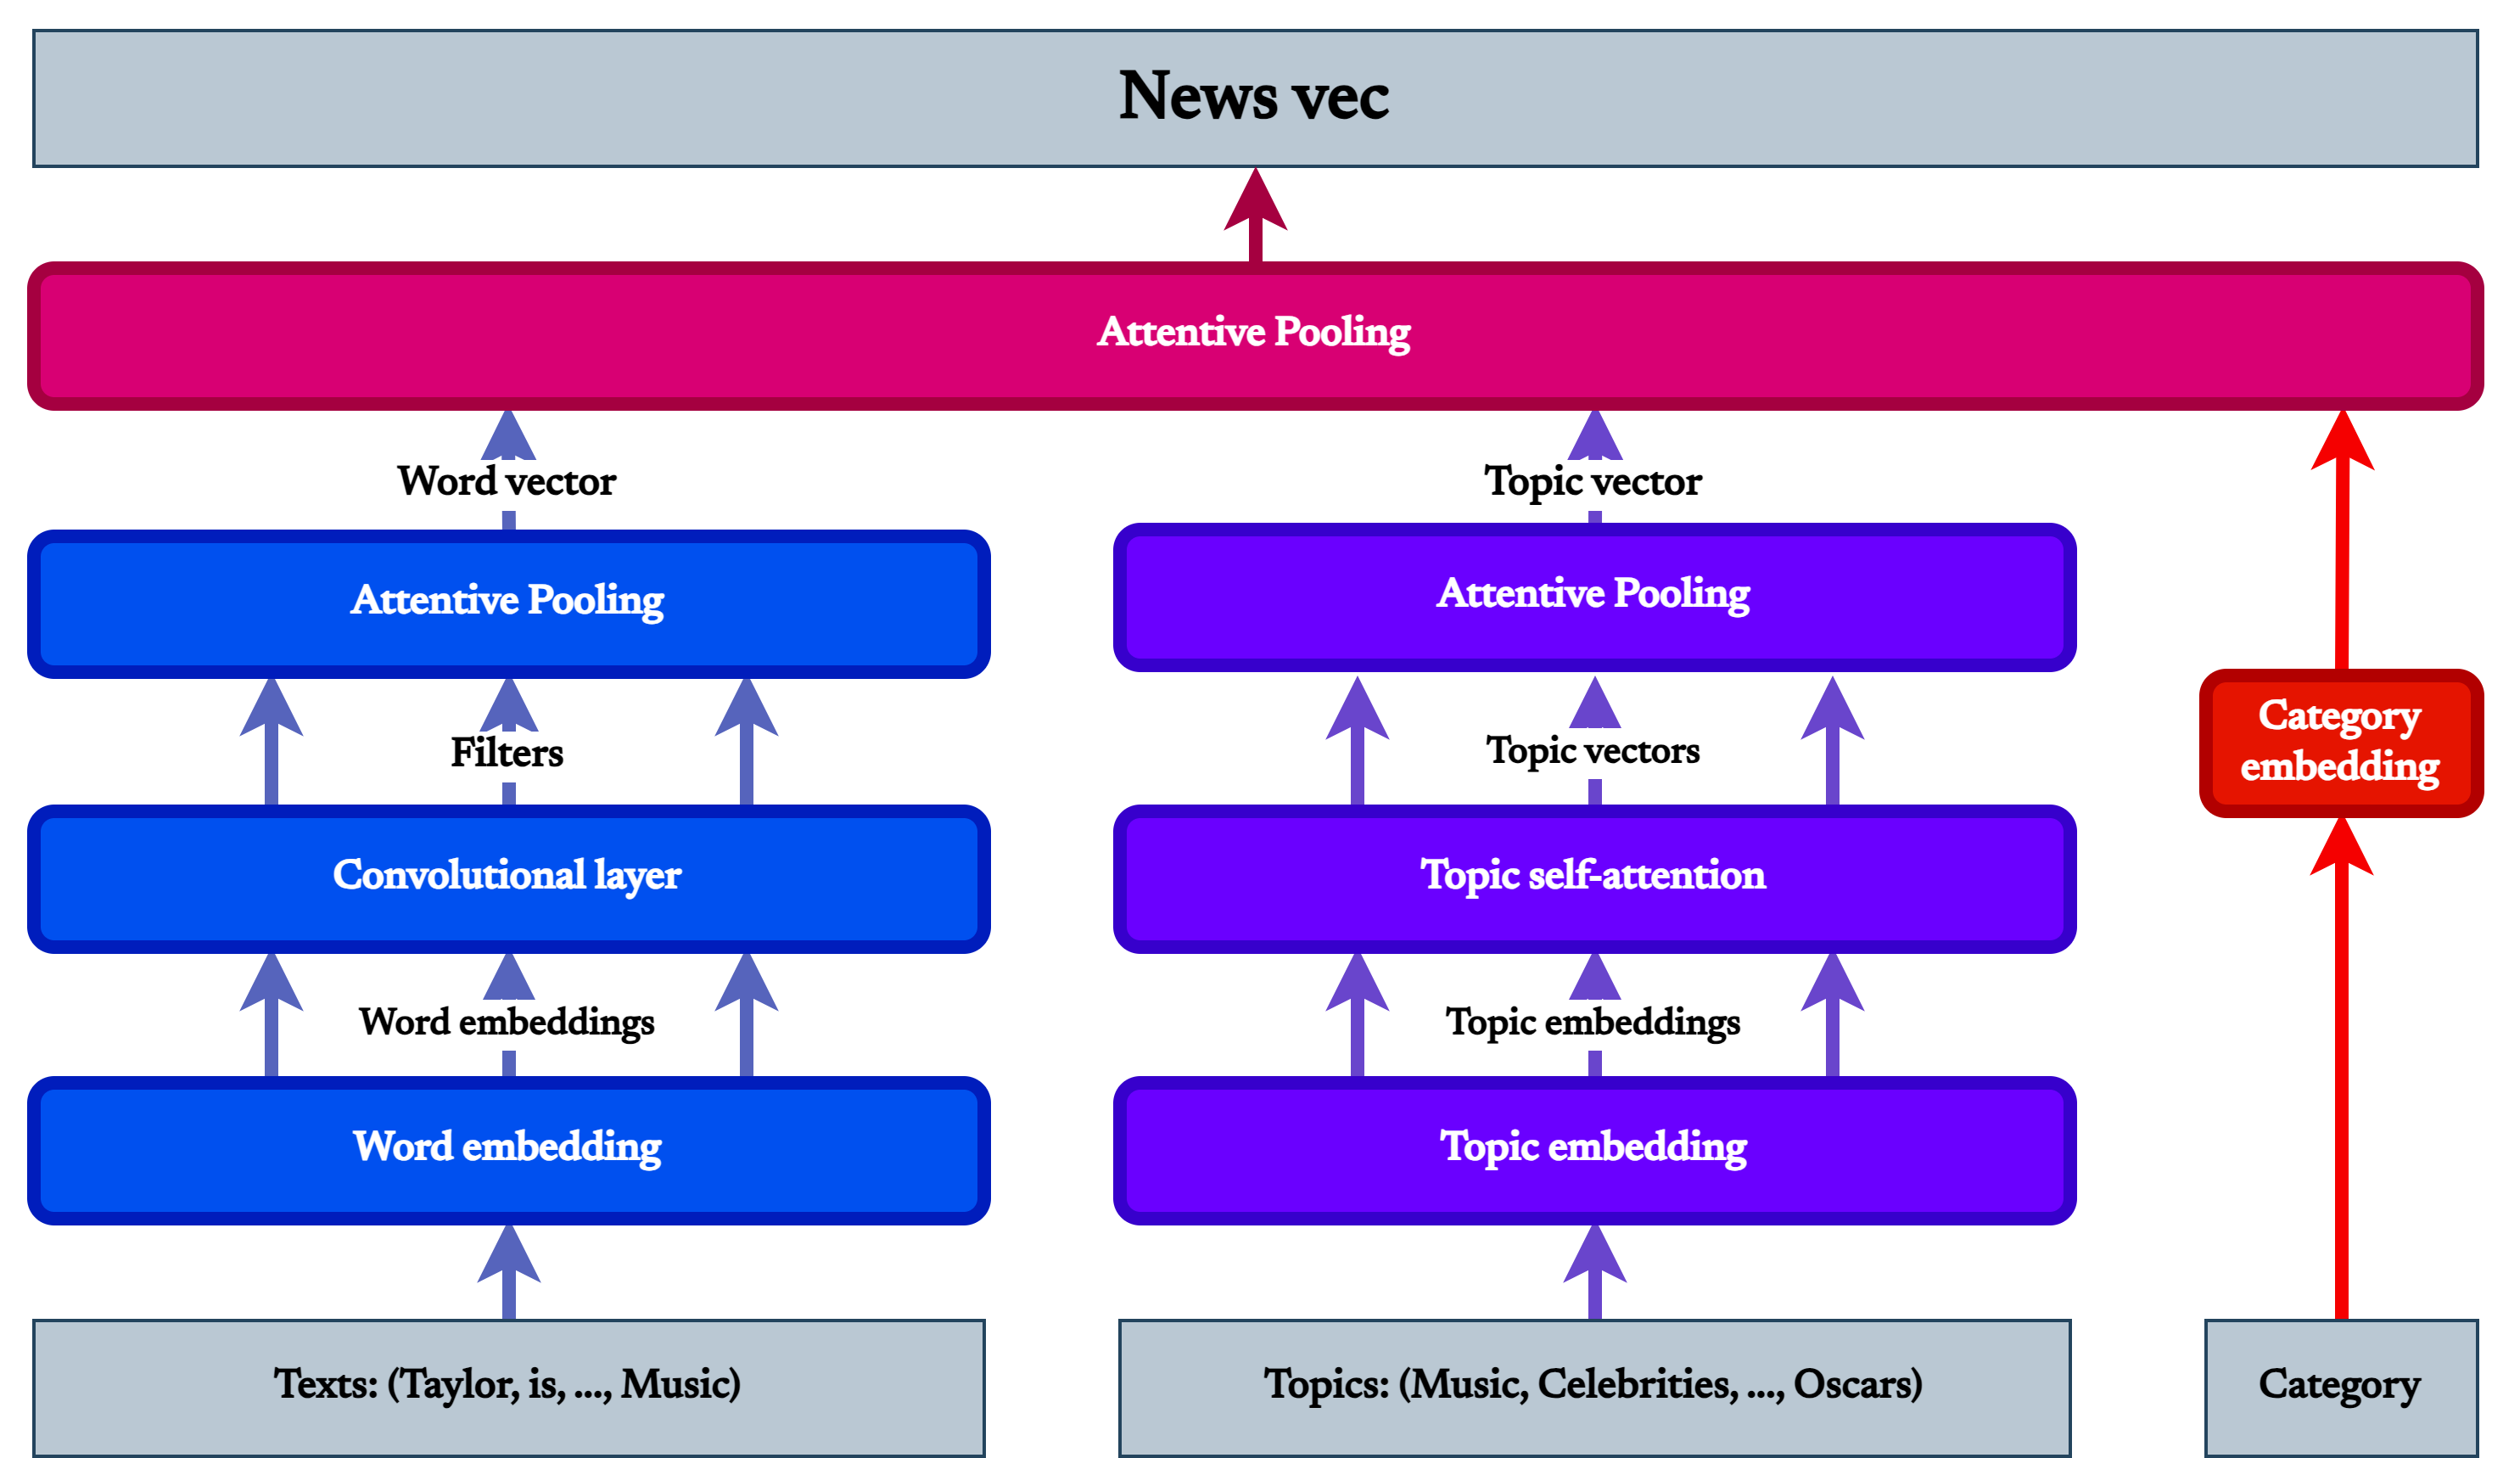 News vec
Attentive Pooling
Word vector
Topic vector
Attentive Pooling
Attentive Pooling
Filters
Topic vectors
Category
embedding
Convolutional layer
Topic self-attention
Word embeddings
Topic embeddings
Word embedding
Topic embedding
Texts: (Taylor, is, ..., Music)
Topics: (Music, Celebrities, ..., Oscars)
Category